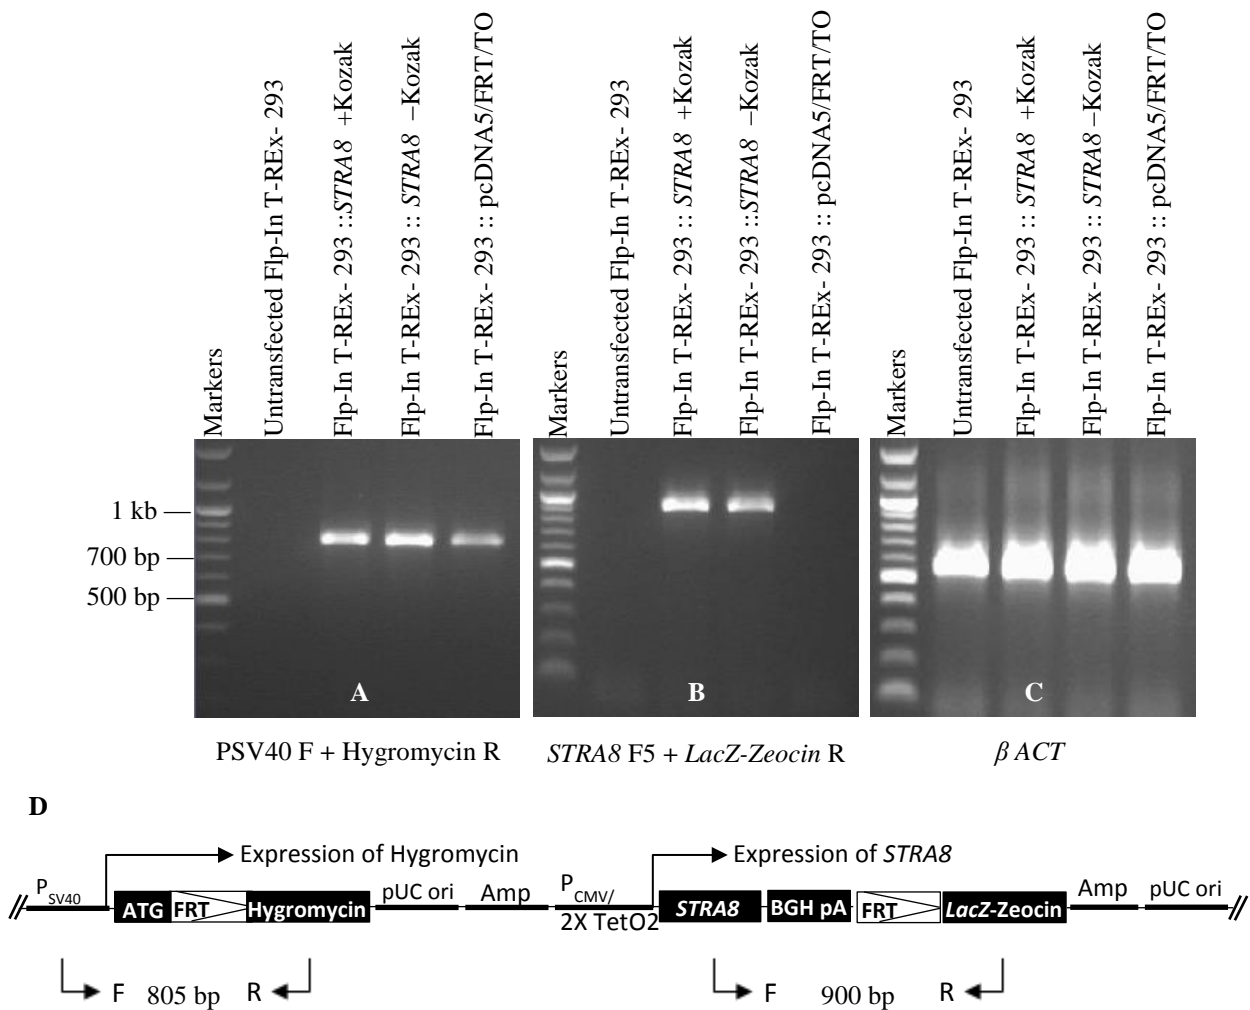 Markers
Untransfected Flp-In T-REx- 293
Flp-In T-REx- 293 ::STRA8 +Kozak
Flp-In T-REx- 293 :: STRA8 –Kozak
Flp-In T-REx- 293 :: pcDNA5/FRT/TO
Markers
Untransfected Flp-In T-REx- 293
Flp-In T-REx- 293 :: STRA8 +Kozak
Flp-In T-REx- 293 ::STRA8 –Kozak
Flp-In T-REx- 293 :: pcDNA5/FRT/TO
Markers
Untransfected Flp-In T-REx- 293
Flp-In T-REx- 293 :: STRA8 +Kozak
Flp-In T-REx- 293 :: STRA8 –Kozak
Flp-In T-REx- 293 :: pcDNA5/FRT/TO
1 kb
700 bp
500 bp
A
B
C
PSV40 F + Hygromycin R
STRA8 F5 + LacZ-Zeocin R
β ACT
D
Expression of Hygromycin
Expression of STRA8
PSV40
ATG
FRT
Hygromycin
pUC ori
Amp
PCMV/
2X TetO2
STRA8
BGH pA
FRT
LacZ-Zeocin
Amp
pUC ori
F 805 bp R
F 900 bp R